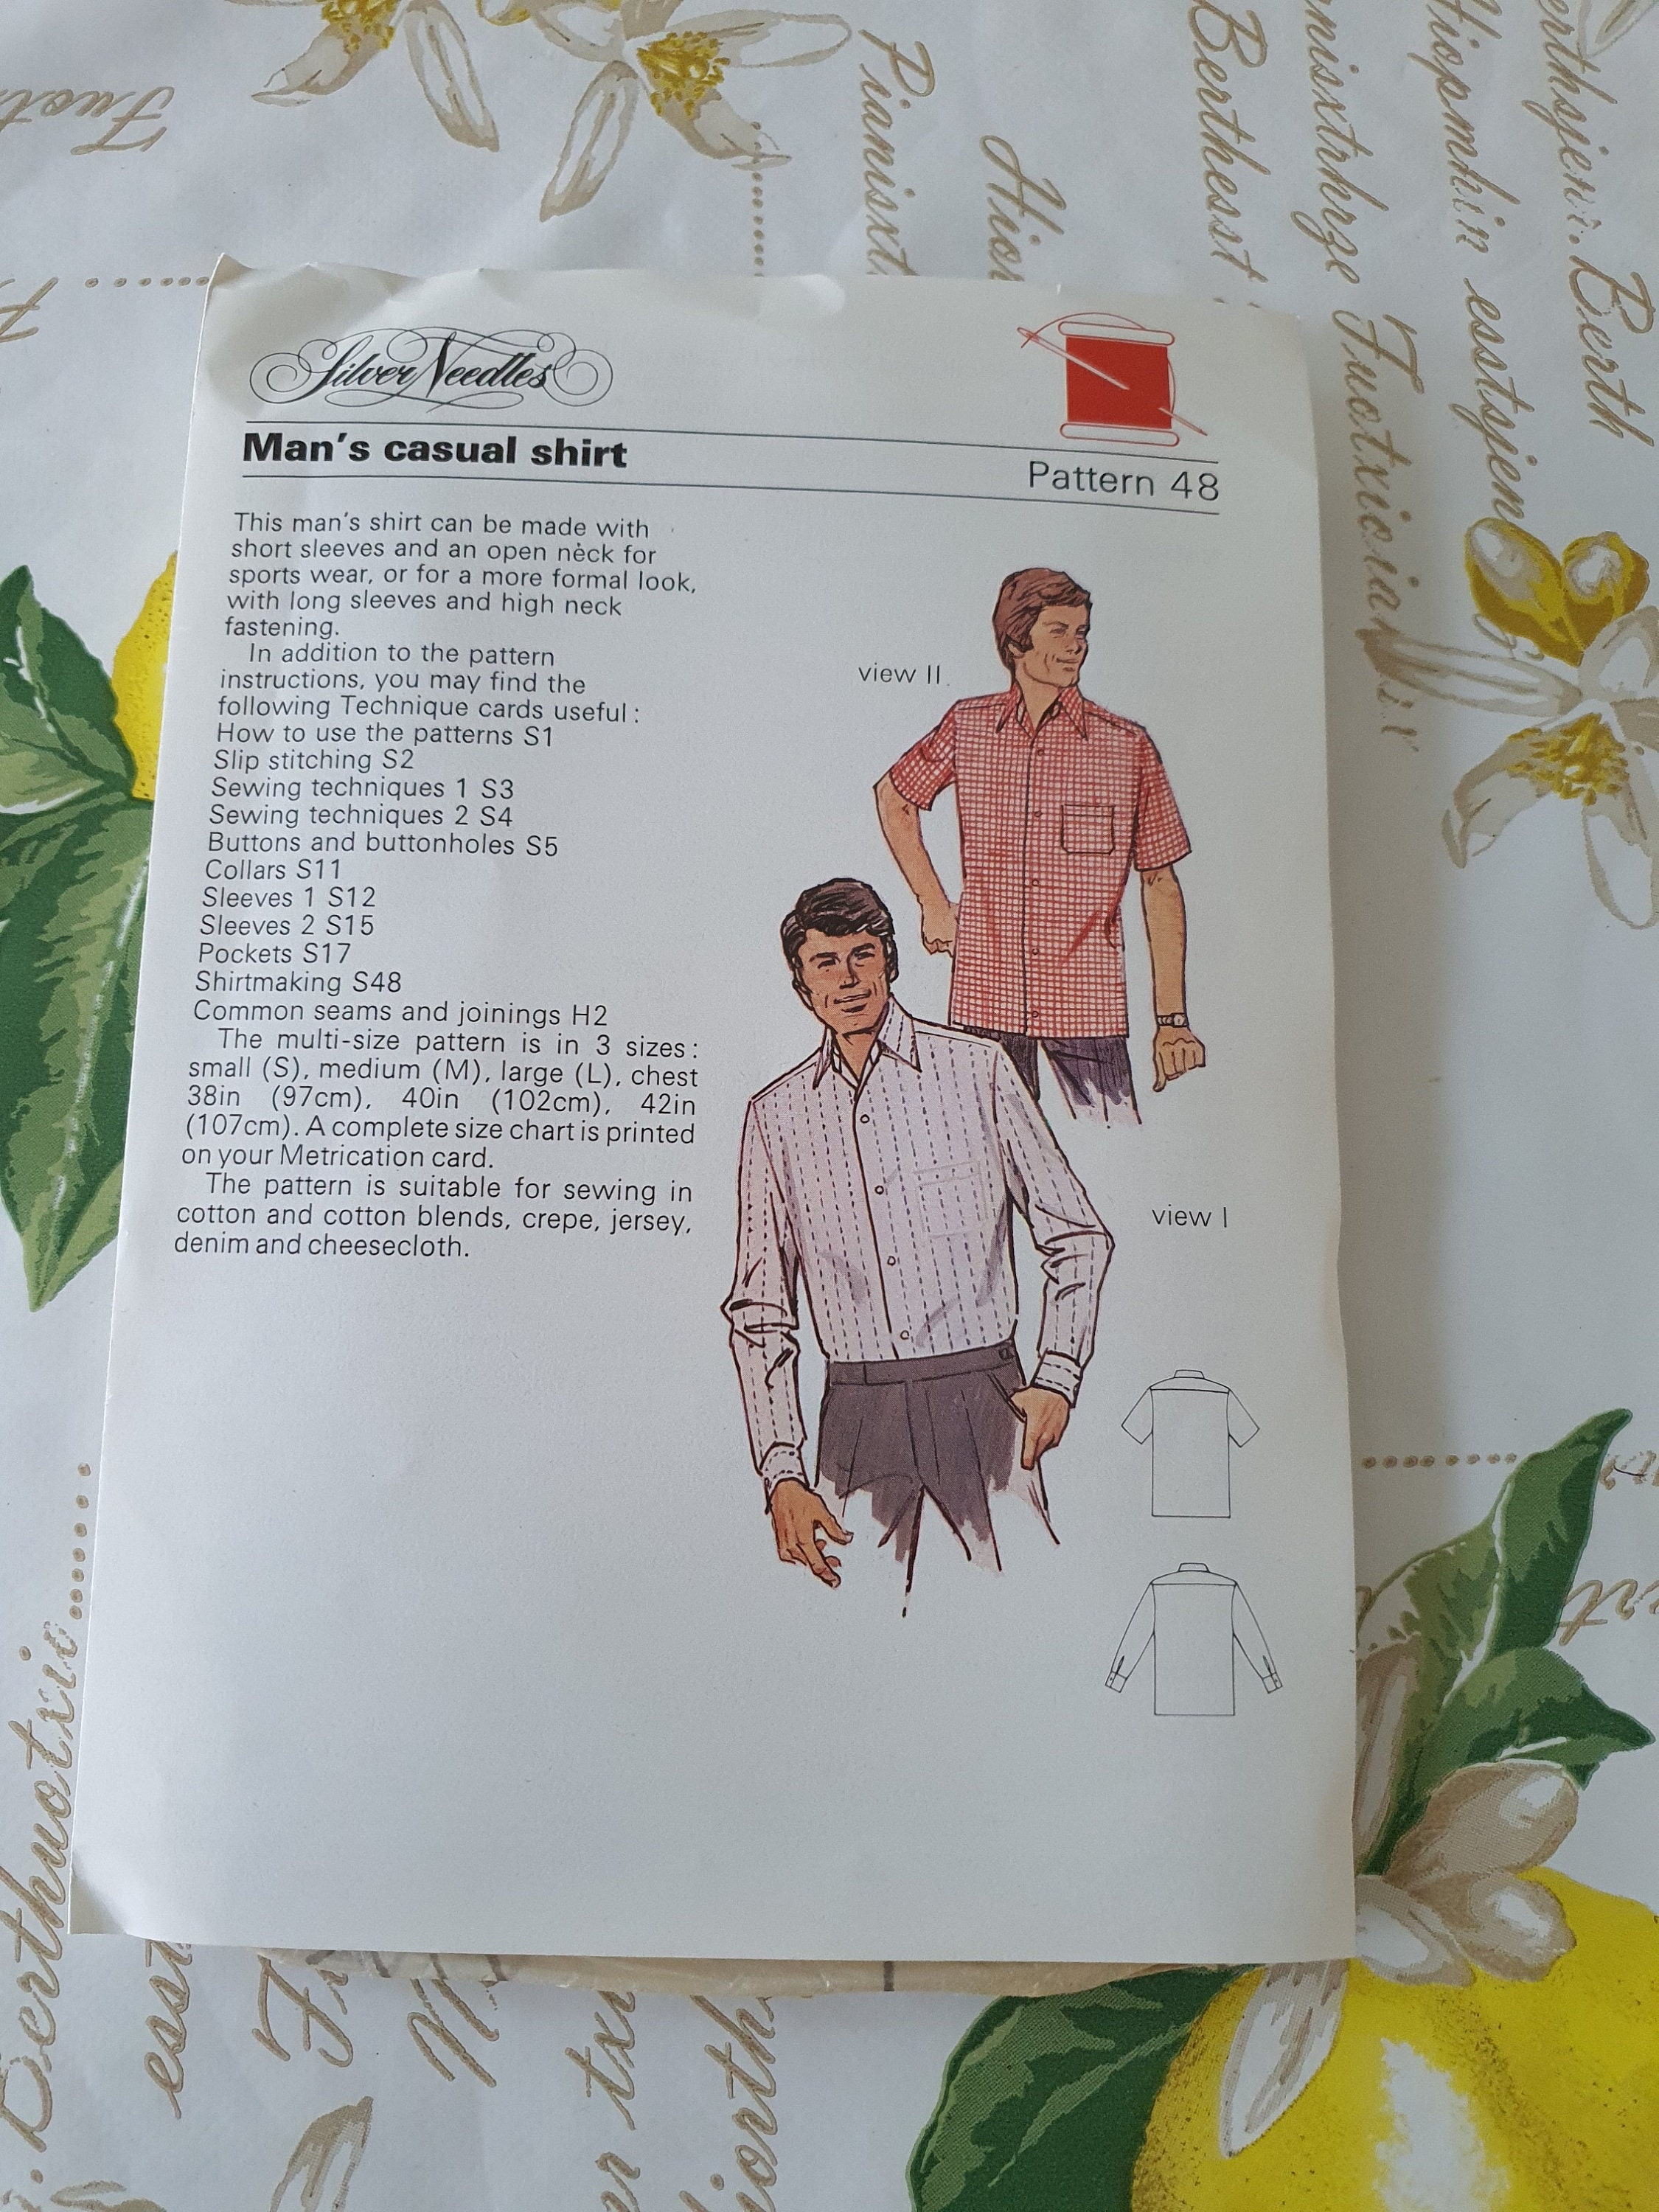 Silver Needles
Man's casual shirt
Pattern 48
This man's shirt can be made with
short sleeves and an open neck for
sports wear, or for a more formal look,
with long sleeves and high neck
fastening.
In addition to the pattern
instructions, you may find the
following Technique cards useful:
How to use the patterns S1
Slip stitching S2
Sewing techniques 1 S3
Sewing techniques 2 S4
Buttons and buttonholes S5
Collars S11
Sleeves 1 S12
Sleeves 2 S15
Pockets S17
Shirtmaking S48
Common seams and joinings H2
The multi-size pattern is in 3 sizes:
small (S), medium (M), large (L), chest
38in (97cm), 40in (102cm), 42in
(107cm). A complete size chart is printed
on your Metrication card.
The pattern is suitable for sewing in
cotton and cotton blends, crepe, jersey,
denim and cheesecloth.
view II
view I